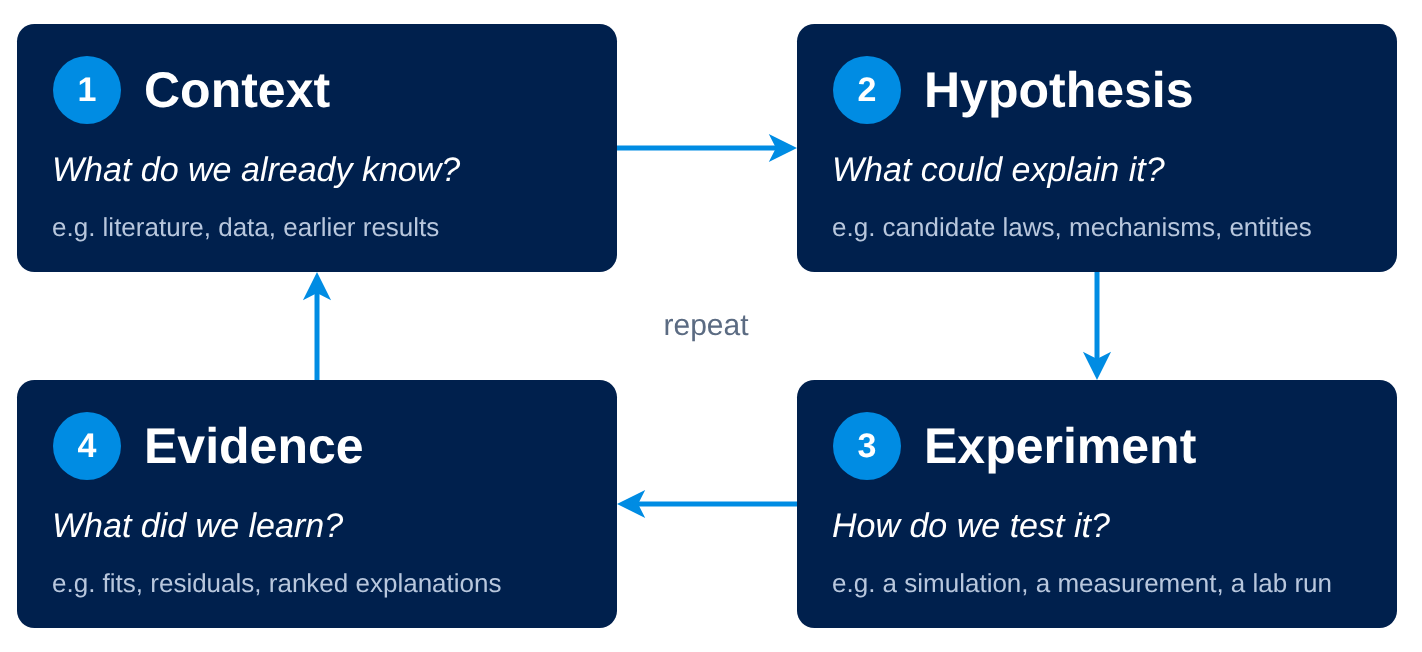 1 Context
What do we already know?
e.g. literature, data, earlier results
2 Hypothesis
What could explain it?
e.g. candidate laws, mechanisms, entities
repeat
3 Experiment
How do we test it?
e.g. a simulation, a measurement, a lab run
4 Evidence
What did we learn?
e.g. fits, residuals, ranked explanations